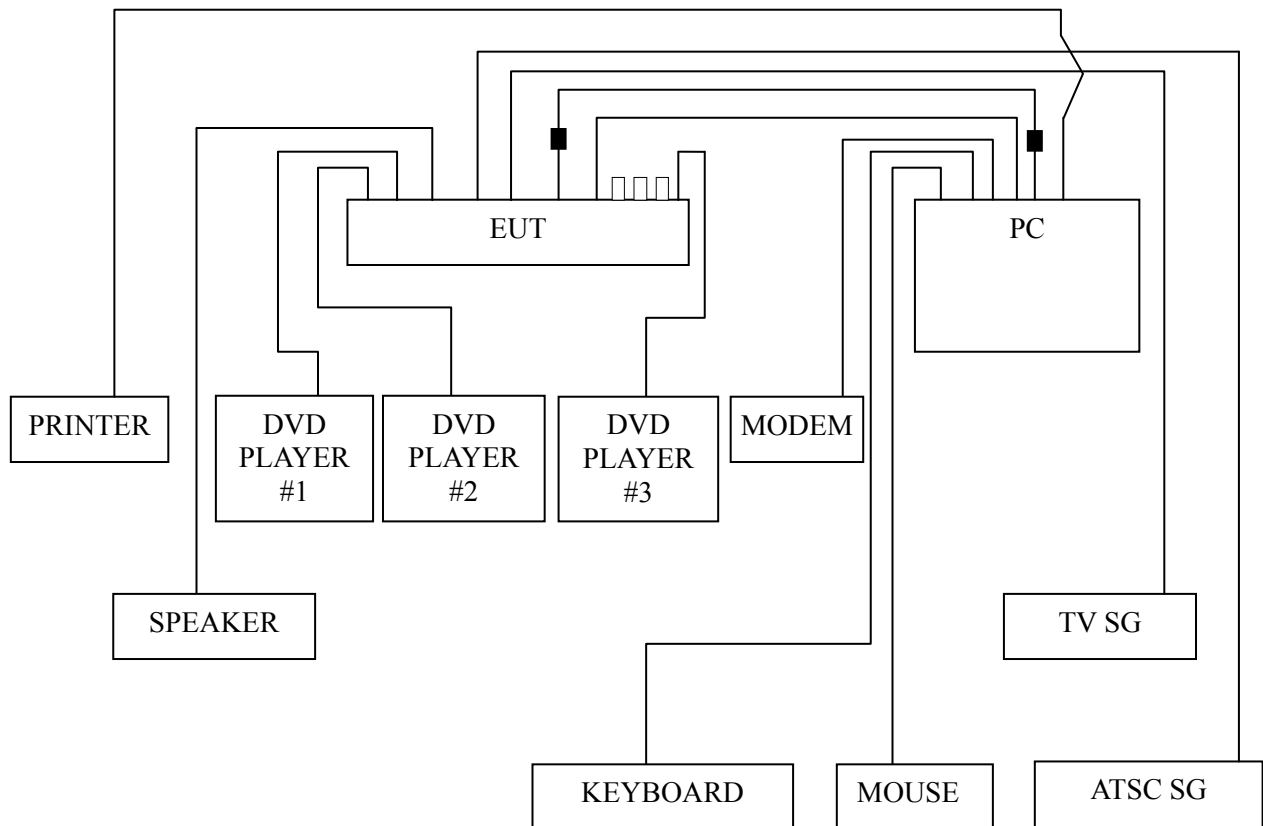 EUT
PC
PRINTER
DVD
PLAYER
#1
DVD
PLAYER
#2
DVD
PLAYER
#3
MODEM
SPEAKER
TV SG
KEYBOARD
MOUSE
ATSC SG